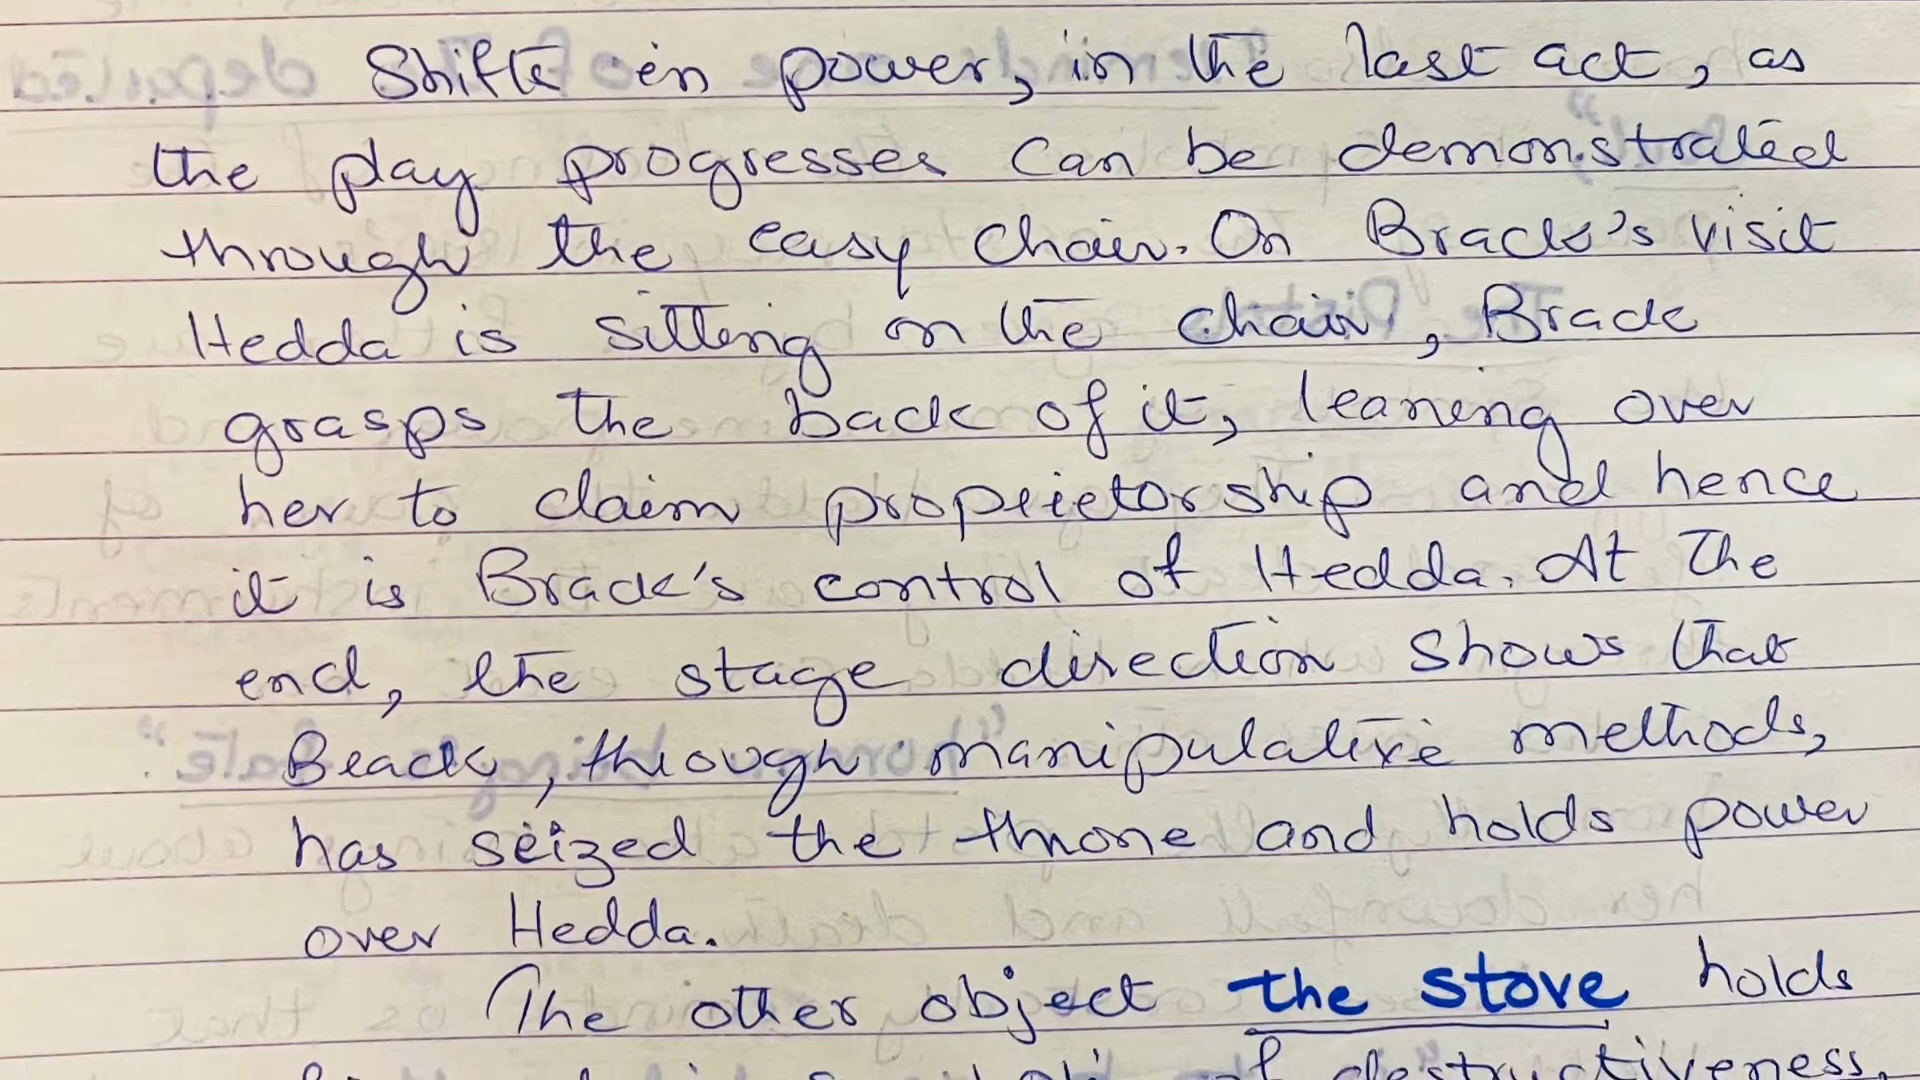 Shifts in power, in the last act, as
the play progresses can be demonstrated
through the easy chair. On Brack's visit
Hedda is sitting on the chair, Brack
grasps the back of it, leaning over
her to claim proprietorship and hence
it is Brack's control of Hedda. At the
end, the stage direction shows that
Brack, through manipulative methods,
has seized the throne and holds power
over Hedda.
The other object the stove holds
of destructiveness.